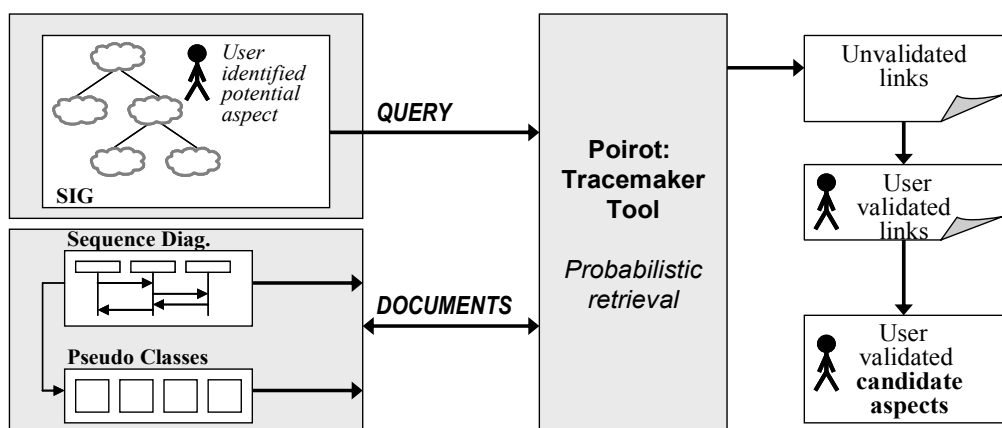 User
identified
potential
aspect
SIG
QUERY
Sequence Diag.
Pseudo Classes
DOCUMENTS
Poirot:
Tracemaker
Tool
Probabilistic
retrieval
Unvalidated
links
User
validated
links
User
validated
candidate
aspects